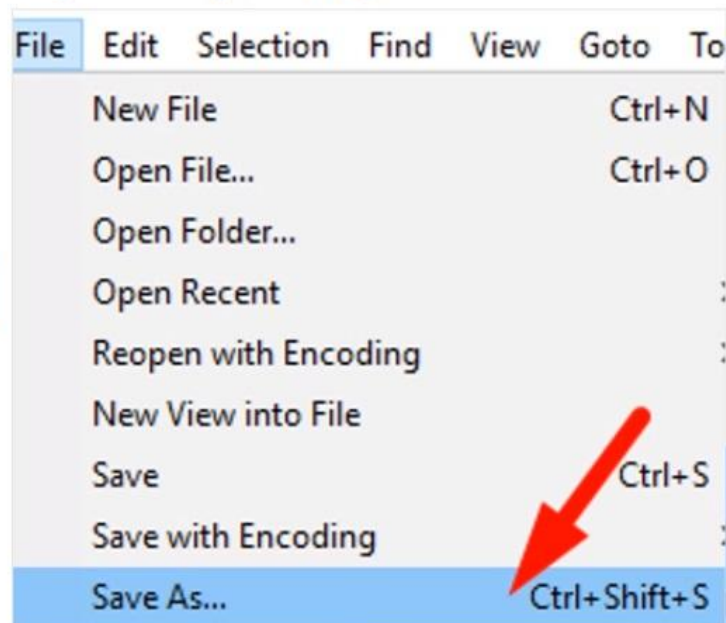 File Edit Selection Find View Goto To
New File Ctrl+N
Open File... Ctrl+O
Open Folder...
Open Recent
Reopen with Encoding
New View into File
Save Ctrl+S
Save with Encoding
Save As... Ctrl+Shift+S